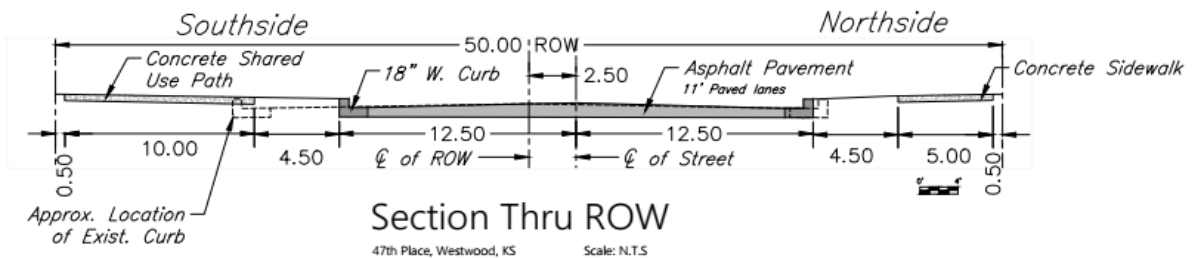 Southside
Northside
50.00 ROW
Concrete Shared
Use Path
18" W. Curb
2.50
Asphalt Pavement
11' Paved lanes
Concrete Sidewalk
0.50
10.00
4.50
12.50
12.50
4.50
5.00
0.50
℄ of ROW
℄ of Street
0' 4'
Approx. Location
of Exist. Curb
Section Thru ROW
47th Place, Westwood, KS
Scale: N.T.S